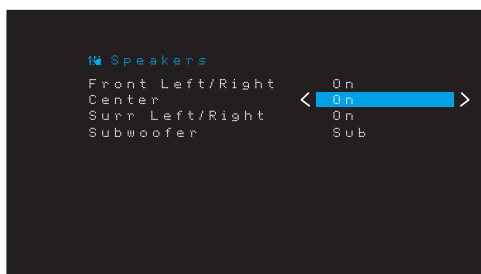 Speakers
Front Left/Right On
Center < On >
Surr Left/Right On
Subwoofer Sub